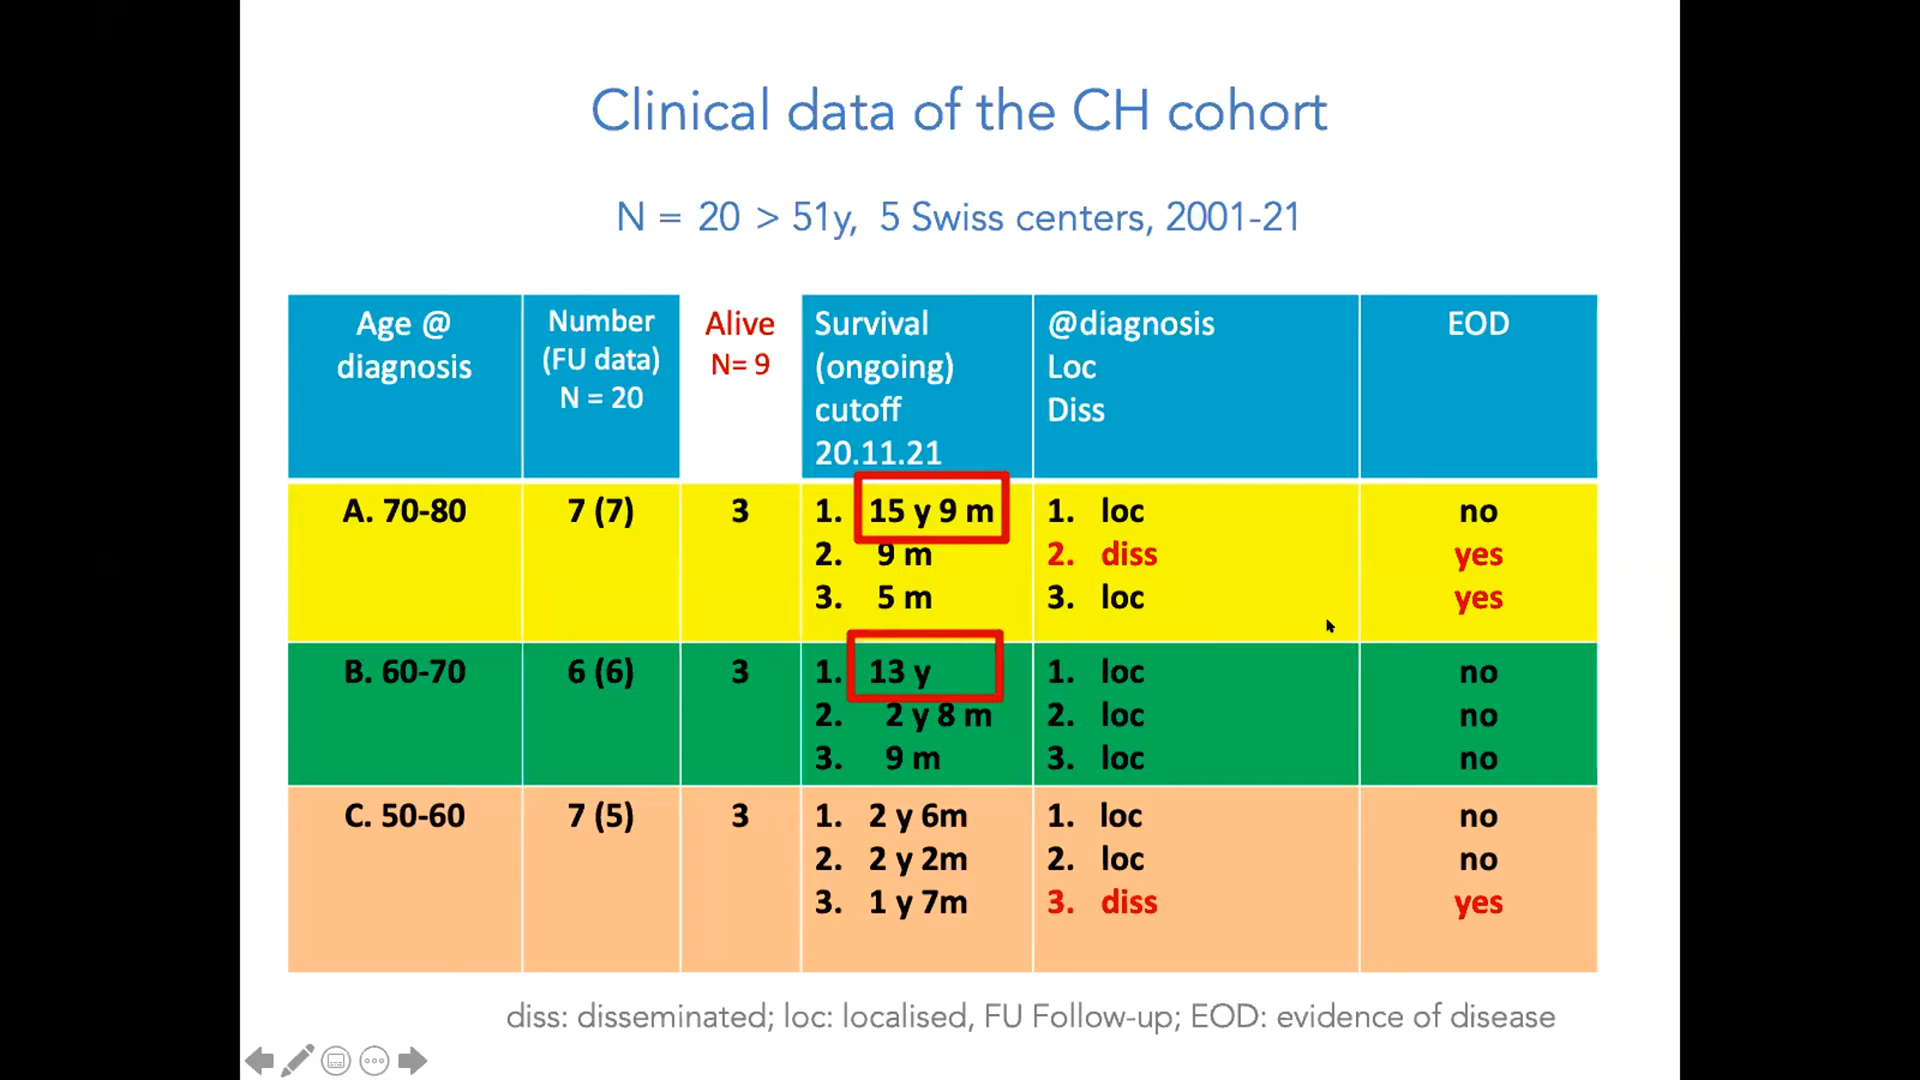 Clinical data of the CH cohort
N = 20 > 51y, 5 Swiss centers, 2001-21
Age @
diagnosis
Number
(FU data)
N = 20
Alive
N= 9
Survival
(ongoing)
cutoff
20.11.21
@diagnosis
Loc
Diss
EOD
A. 70-80
7 (7)
3
1. 15 y 9 m
2. 9 m
3. 5 m
1. loc
2. diss
3. loc
no
yes
yes
B. 60-70
6 (6)
3
1. 13 y
2. 2 y 8 m
3. 9 m
1. loc
2. loc
3. loc
no
no
no
C. 50-60
7 (5)
3
1. 2 y 6m
2. 2 y 2m
3. 1 y 7m
1. loc
2. loc
3. diss
no
no
yes
diss: disseminated; loc: localised, FU Follow-up; EOD: evidence of disease